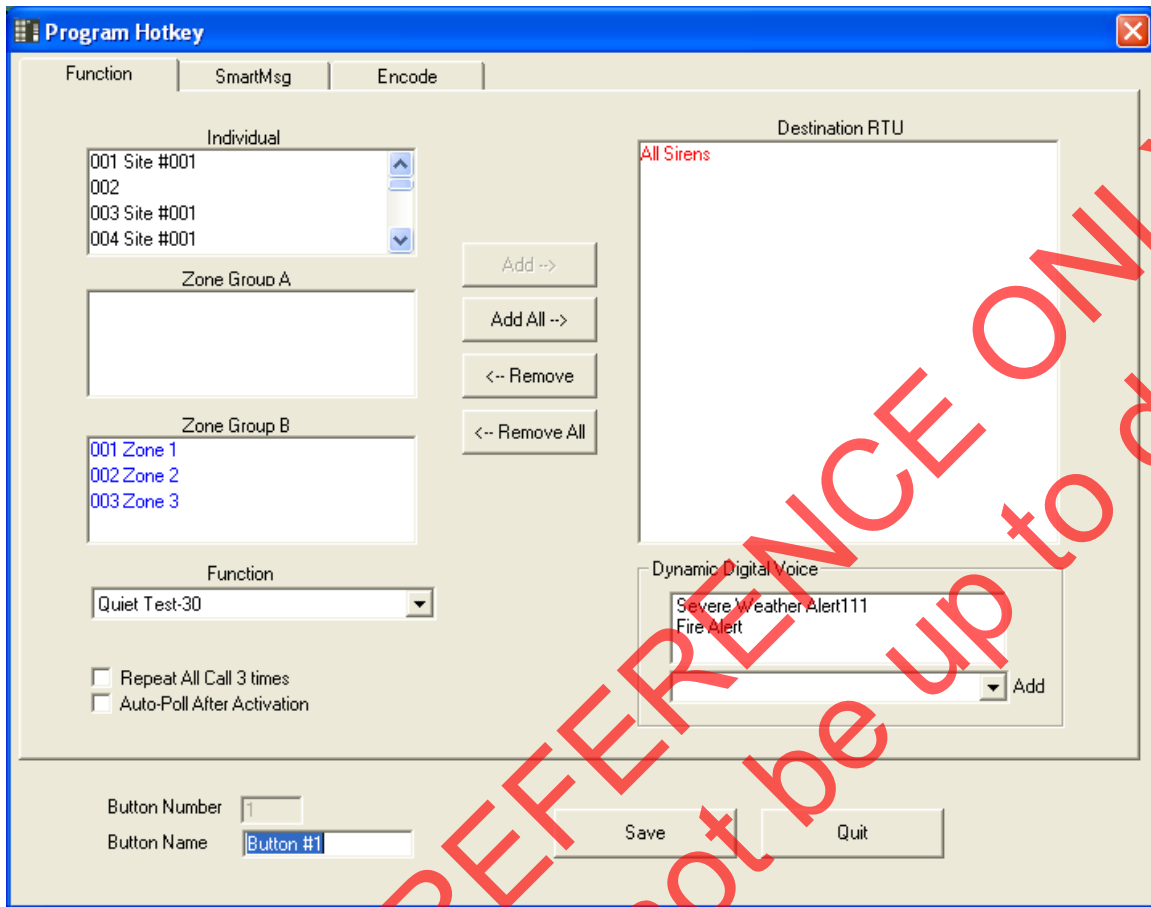 Program Hotkey
Function
SmartMsg
Encode
Individual
001 Site #001
002
003 Site #001
004 Site #001
Zone Group A
Zone Group B
001 Zone 1
002 Zone 2
003 Zone 3
Function
Quiet Test-30
Repeat All Call 3 times
Auto-Poll After Activation
Add -->
Add All -->
<-- Remove
<-- Remove All
Destination RTU
All Sirens
Dynamic Digital Voice
Severe Weather Alert111
Fire Alert
Add
Button Number 1
Button Name Button #1
Save
Quit
REFERENCE ONL
not be up to d